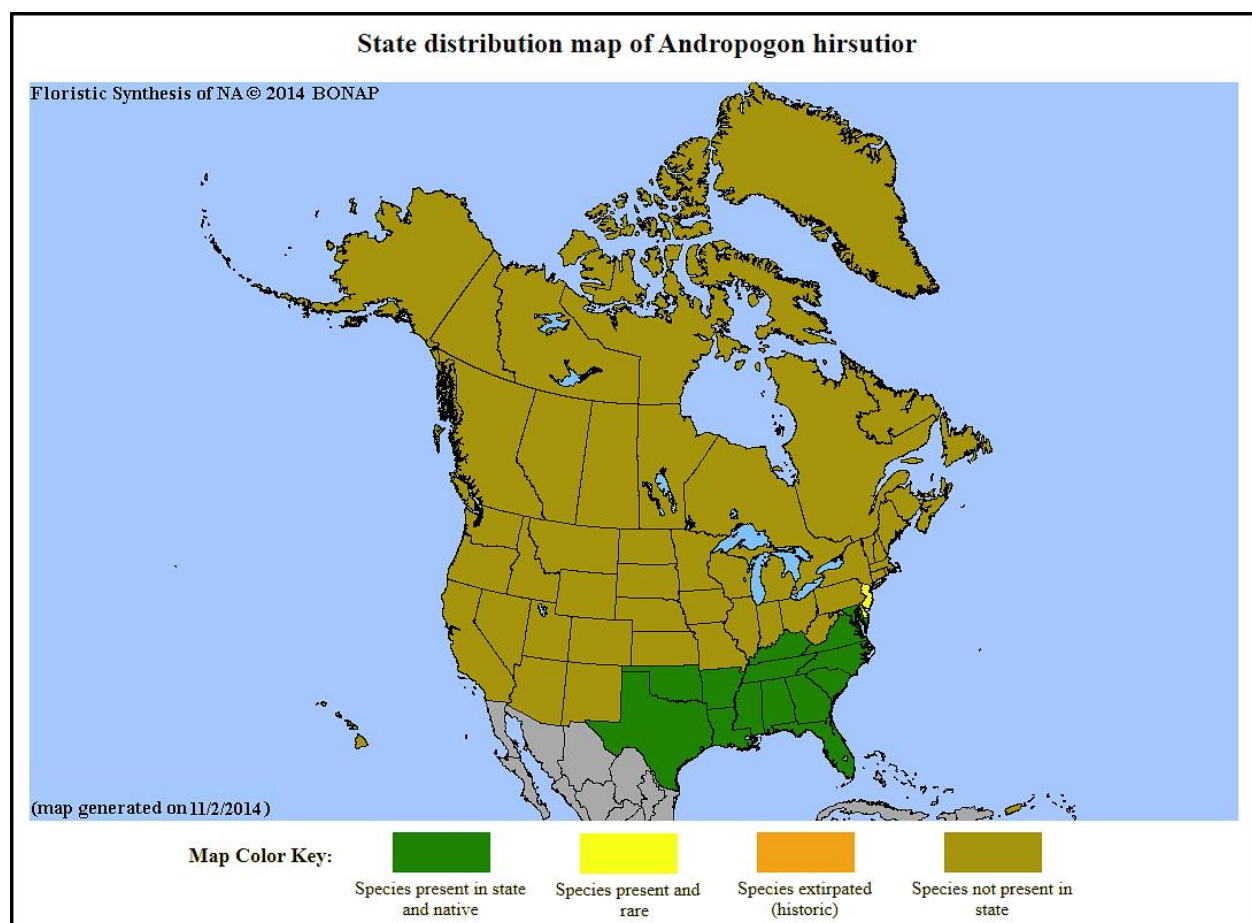 State distribution map of Andropogon hirsutior
Floristic Synthesis of NA © 2014 BONAP
(map generated on 11/2/2014)
Map Color Key:
Species present in state
and native
Species present and
rare
Species extirpated
(historic)
Species not present in
state